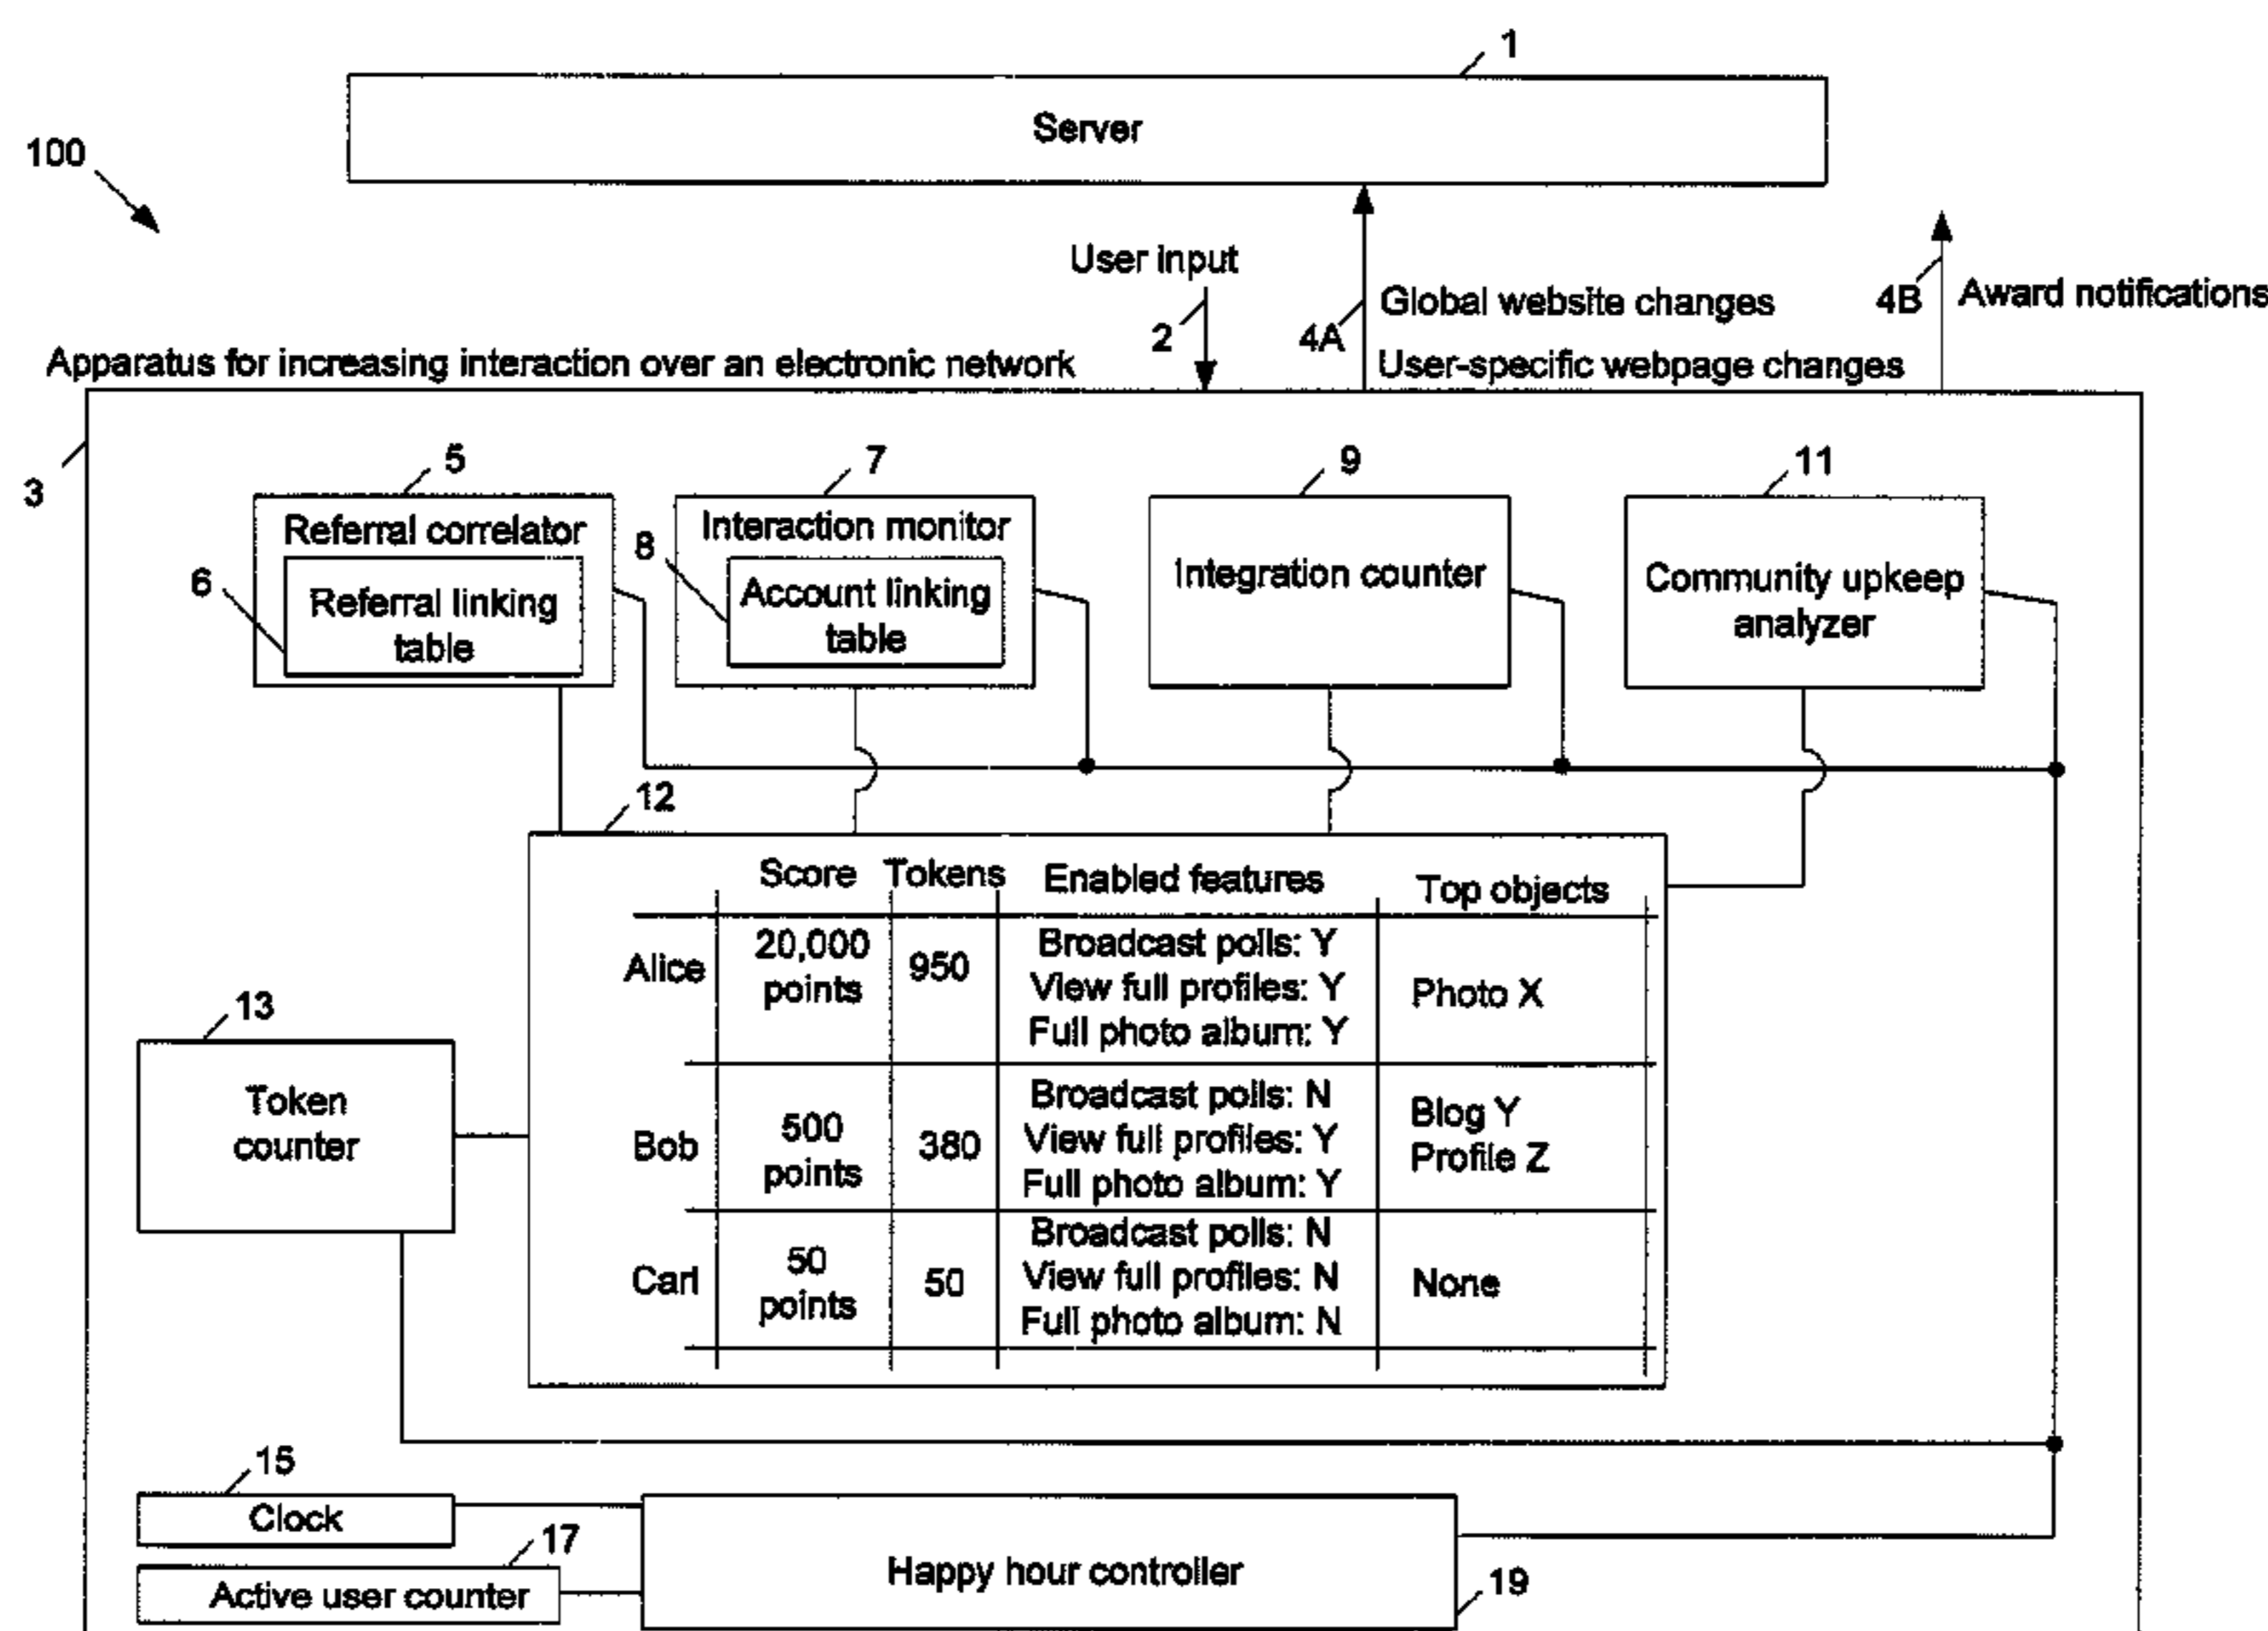 1
Server
100
User input
2
4A
Global website changes
User-specific webpage changes
4B
Award notifications
Apparatus for increasing interaction over an electronic network
3
5
Referral correlator
6
Referral linking
table
7
Interaction monitor
8
Account linking
table
9
Integration counter
11
Community upkeep
analyzer
12
Score Tokens Enabled features Top objects
Alice
20,000
points
950
Broadcast polls: Y
View full profiles: Y
Full photo album: Y
Photo X
Bob
500
points
380
Broadcast polls: N
View full profiles: Y
Full photo album: Y
Blog Y
Profile Z
Carl
50
points
50
Broadcast polls: N
View full profiles: N
Full photo album: N
None
13
Token
counter
15
Clock
17
Active user counter
Happy hour controller
19